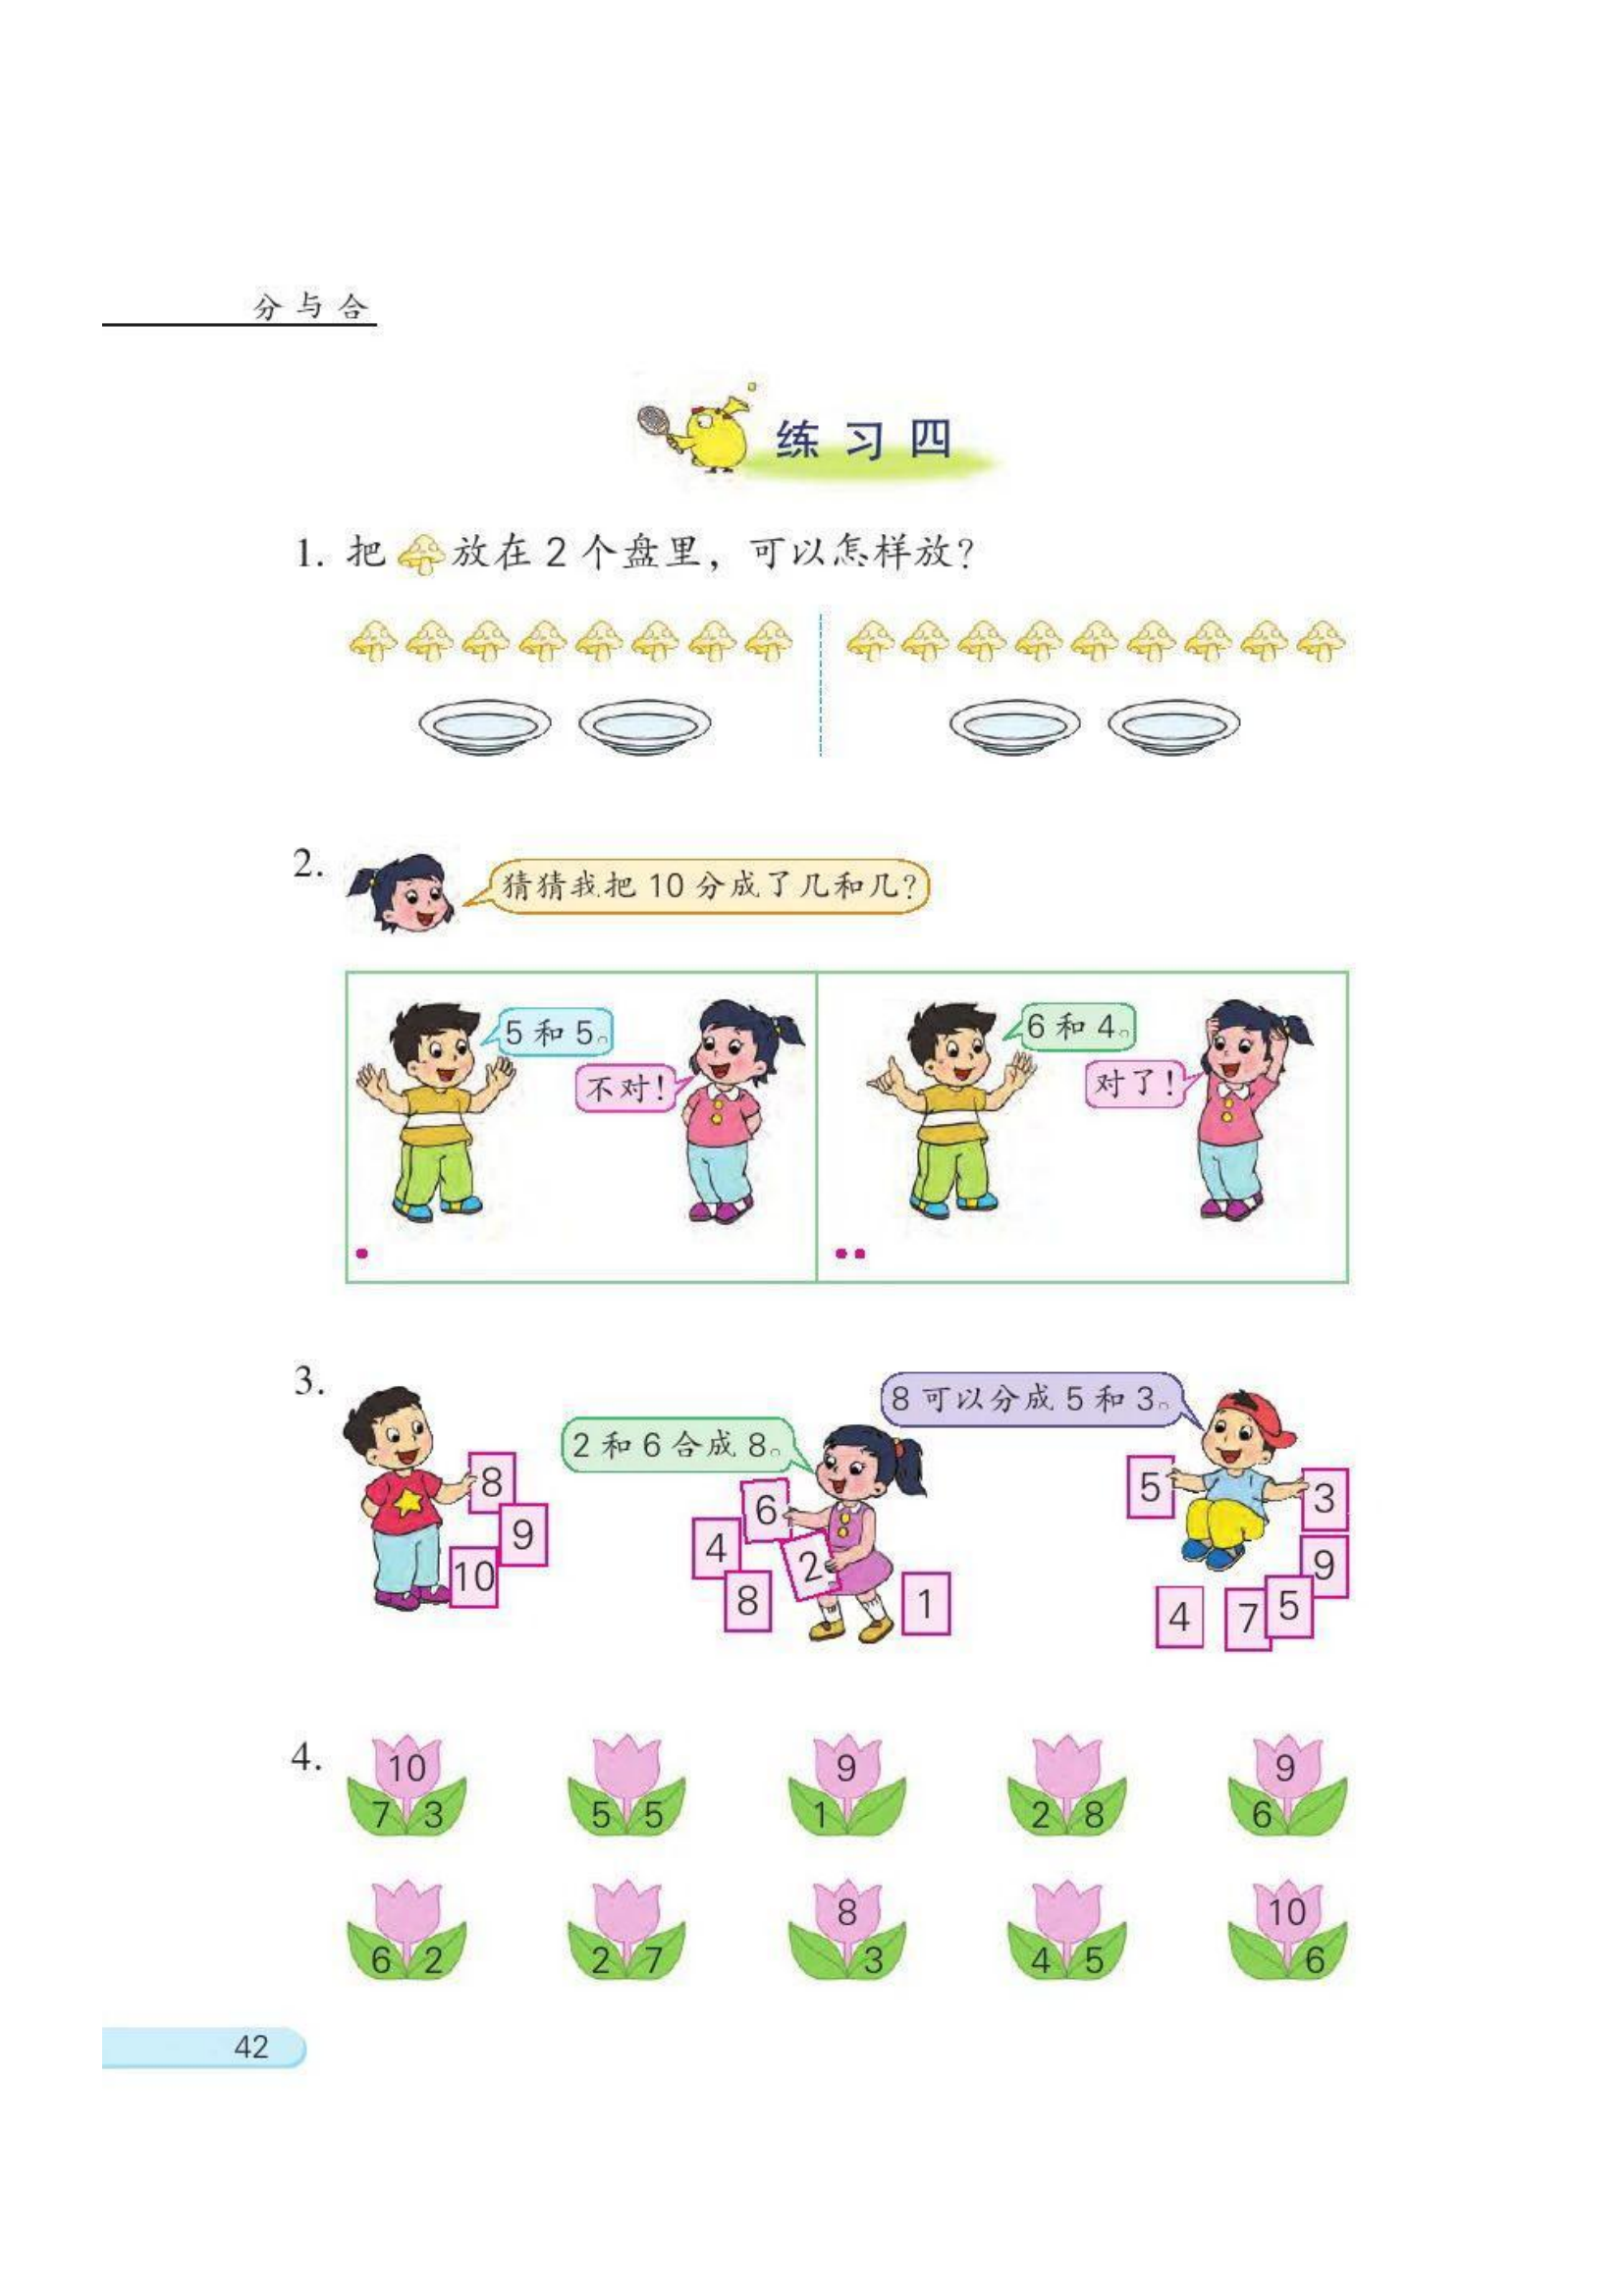 分与合
练习四
1. 把放在2个盘里，可以怎样放？
2.
猜猜我把10分成了几和几？
5和5。
不对！
6和4。
对了！
3.
8可以分成5和3。
2和6合成8。
8
9
10
6
4
2
8
1
5
3
9
4 7 5
4.
10 9 9
7 3 5 5 1 2 8 6
8 10
6 2 2 7 3 4 5 6
42